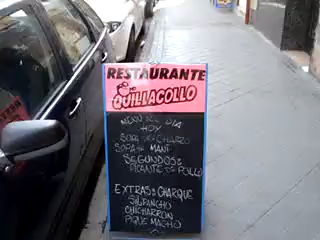 RESTAURANTE
QUILLACOLLO
MENU DEL DIA
HOY
SOPA DE CHAIRO
SOPA DE MANI
SEGUNDOS:
PICANTE DE POLLO
EXTRAS: CHARQUE
SILPANCHO
CHICHARRON
PIQUE MACHO